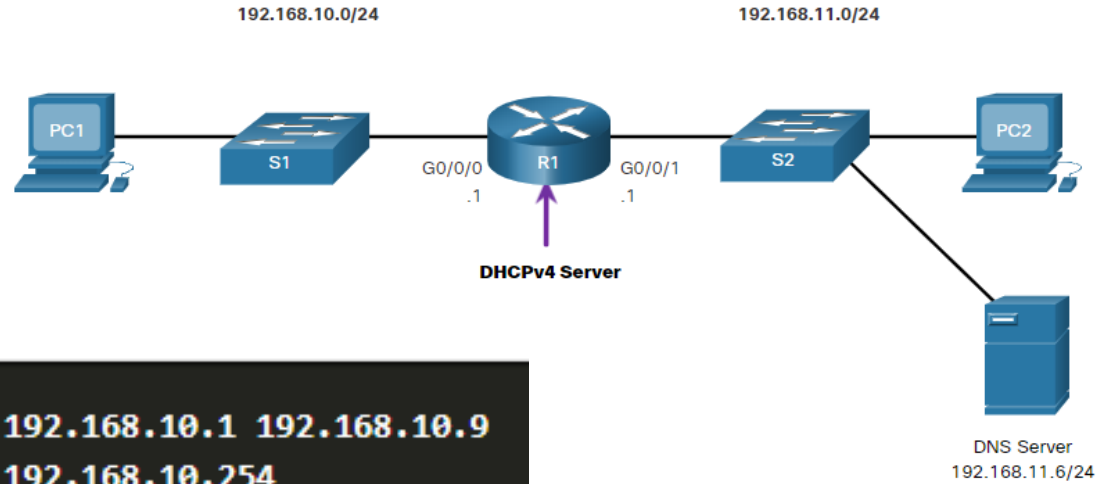 192.168.10.0/24
192.168.11.0/24
PC1
S1
R1
S2
PC2
G0/0/0
.1
G0/0/1
.1
DHCPv4 Server
192.168.10.1 192.168.10.9
192.168.10.254
DNS Server
192.168.11.6/24